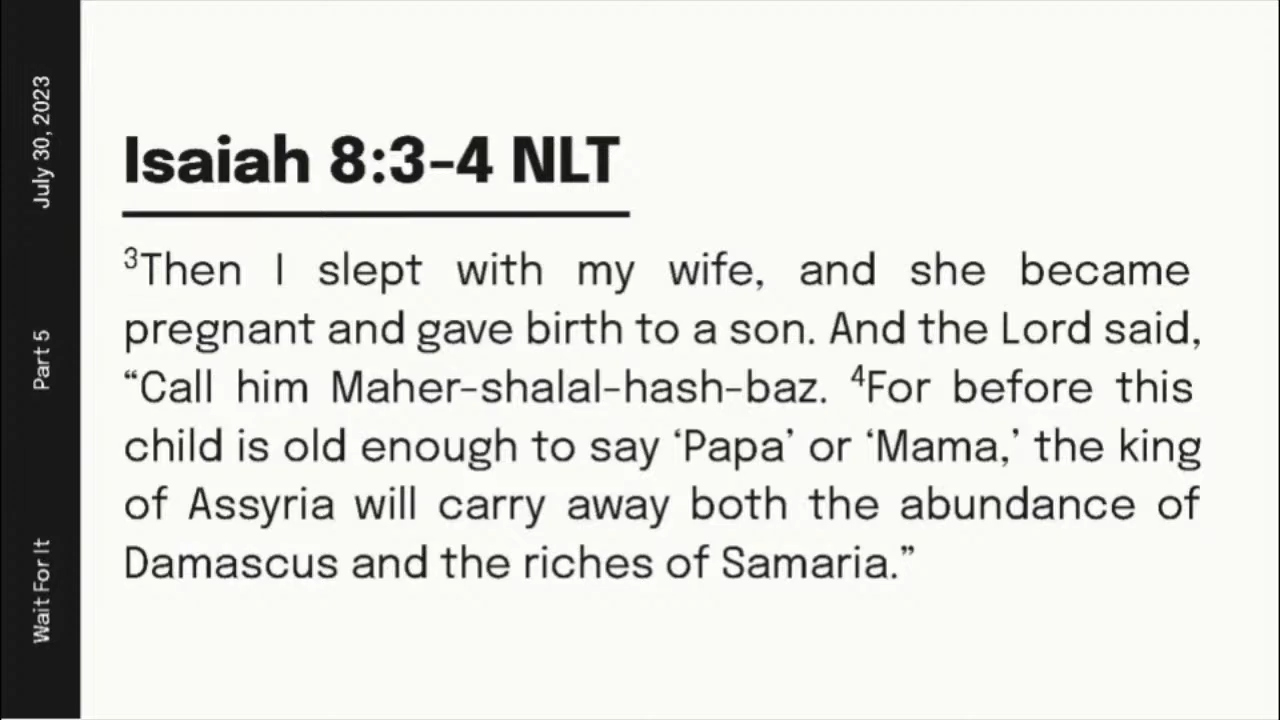 July 30, 2023
Part 5
Wait For It
Isaiah 8:3–4 NLT
³Then I slept with my wife, and she became
pregnant and gave birth to a son. And the Lord said,
“Call him Maher–shalal–hash–baz. ⁴For before this
child is old enough to say ‘Papa’ or ‘Mama,’ the king
of Assyria will carry away both the abundance of
Damascus and the riches of Samaria.”